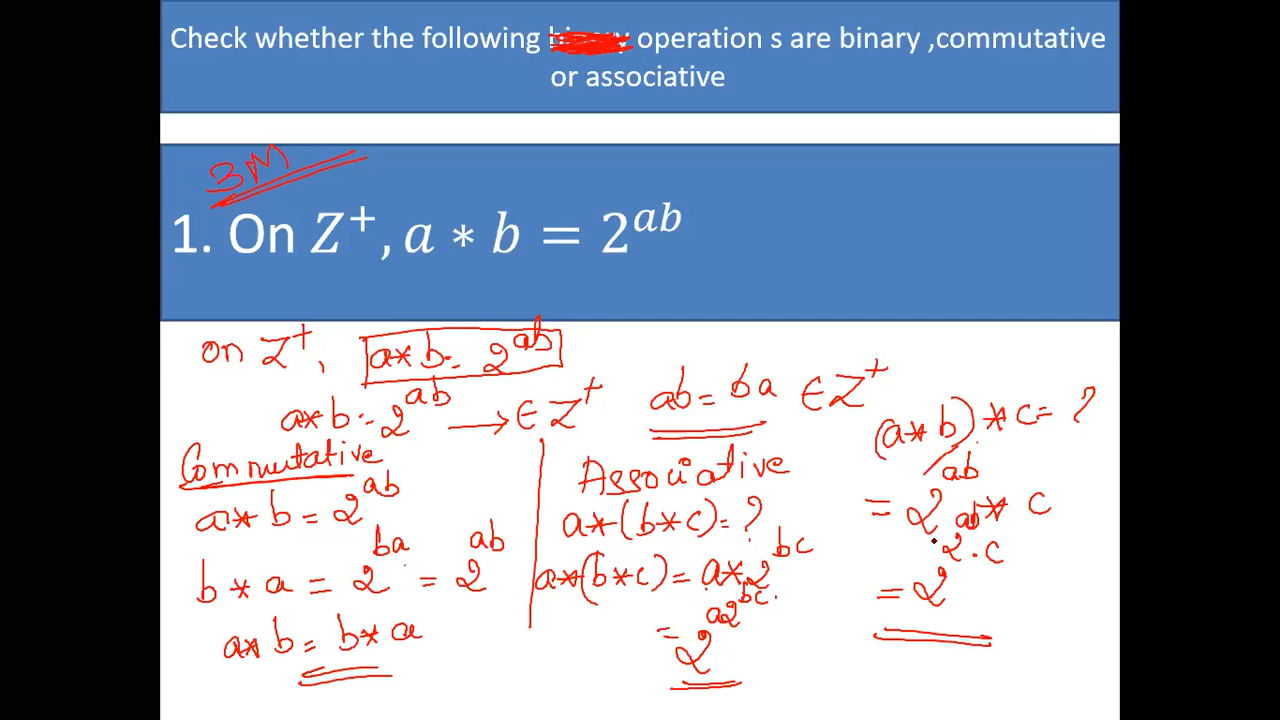 Check whether the following binary operation s are binary ,commutative
or associative
3M
1. On Z⁺, a ∗ b = 2^{ab}
on Z⁺, a*b = 2^{ab}
a*b = 2^{ab} → ∈ Z⁺
ab = ba ∈ Z⁺
Commutative
a*b = 2^{ab}
b*a = 2^{ba} = 2^{ab}
a*b = b*a
Associative
a*(b*c) = ?
a*(b*c) = a*2^{bc}
= 2^{a2^{bc}}
(a*b)*c = ?
= 2^{ab} * c
= 2^{2^{ab}·c}